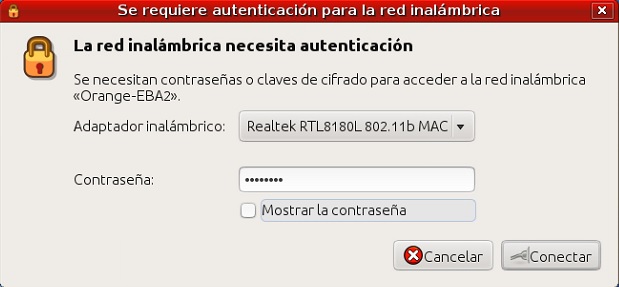 Se requiere autenticación para la red inalámbrica
La red inalámbrica necesita autenticación
Se necesitan contraseñas o claves de cifrado para acceder a la red inalámbrica
«Orange-EBA2».
Adaptador inalámbrico: Realtek RTL8180L 802.11b MAC
Contraseña: ••••••••
Mostrar la contraseña
Cancelar Conectar